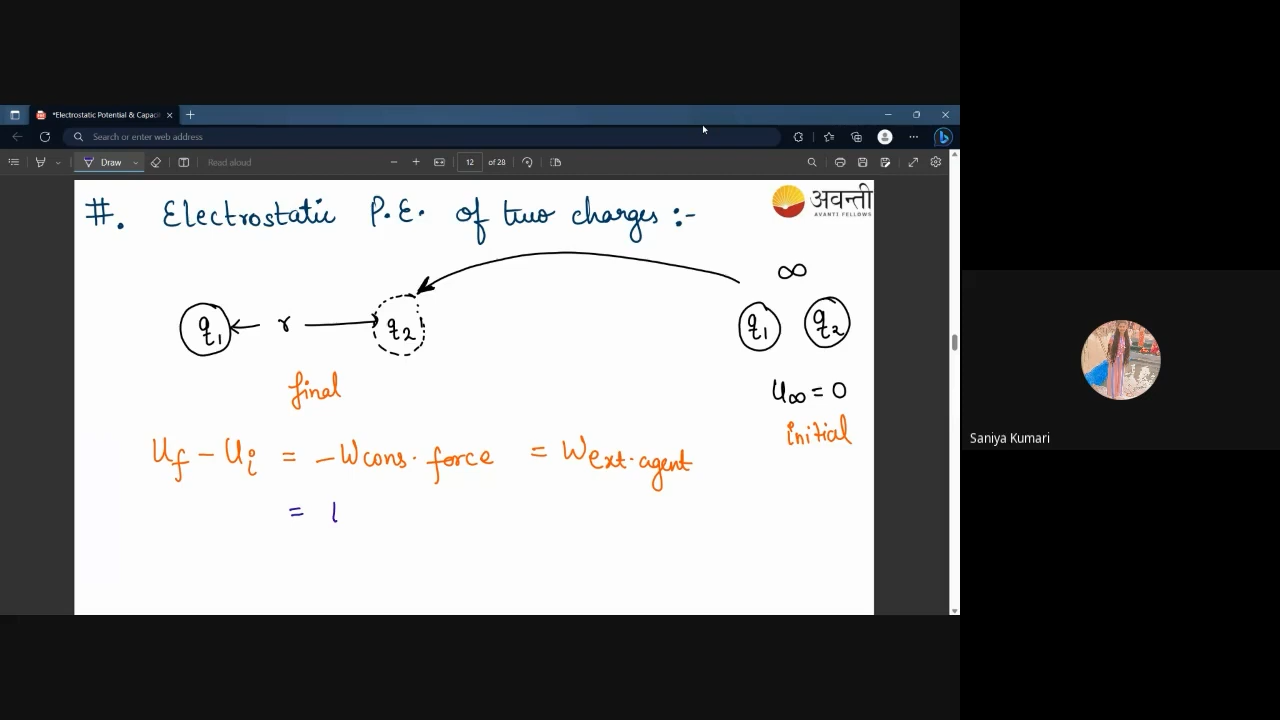 *Electrostatic Potential & Capaci
Search or enter web address
Draw
Read aloud
12 of 28
#. Electrostatic P.E. of two charges :-
अवन्ती
AVANTI FELLOWS
∞
q₁ r q₂ q₁ q₂
final
U∞ = 0
initial
Uf - Ui = -Wcons. force = Wext. agent
=
Saniya Kumari